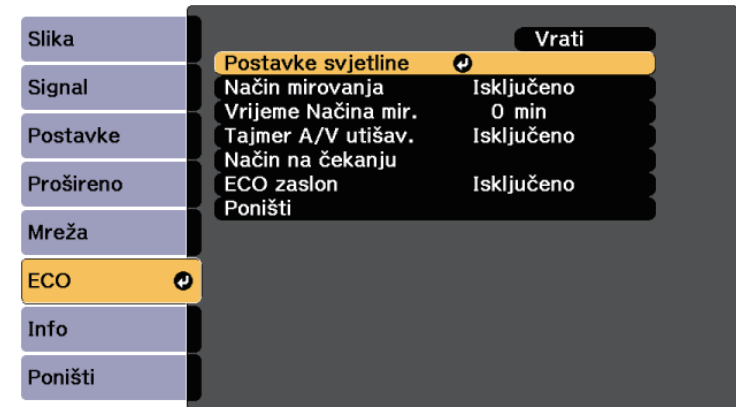 Slika
Signal
Postavke
Prošireno
Mreža
ECO
Info
Poništi
Vrati
Postavke svjetline
Način mirovanja Isključeno
Vrijeme Načina mir. 0 min
Tajmer A/V utišav. Isključeno
Način na čekanju
ECO zaslon Isključeno
Poništi